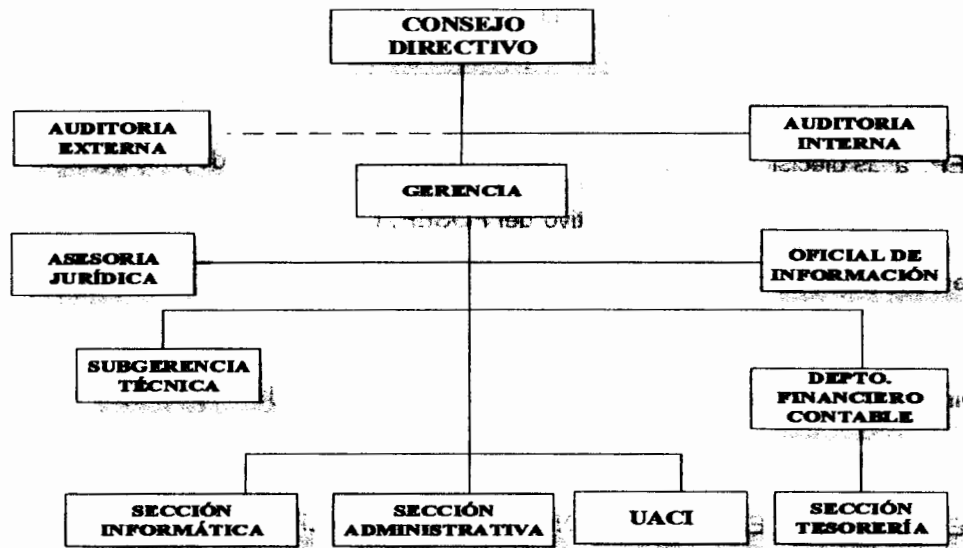 CONSEJO
DIRECTIVO
AUDITORIA
EXTERNA
AUDITORIA
INTERNA
GERENCIA
ASESORIA
JURÍDICA
OFICIAL DE
INFORMACIÓN
SUBGERENCIA
TÉCNICA
DEPTO.
FINANCIERO
CONTABLE
SECCIÓN
INFORMÁTICA
SECCIÓN
ADMINISTRATIVA
UACI
SECCIÓN
TESORERÍA